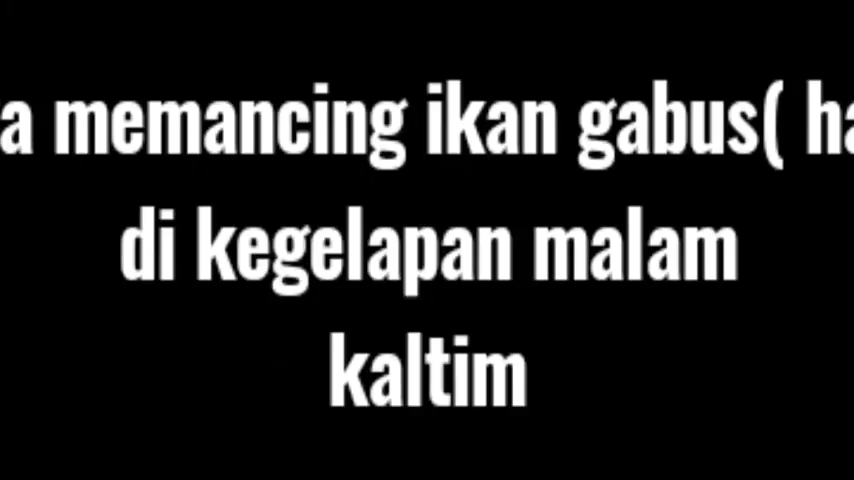 a memancing ikan gabus( ha
di kegelapan malam
kaltim